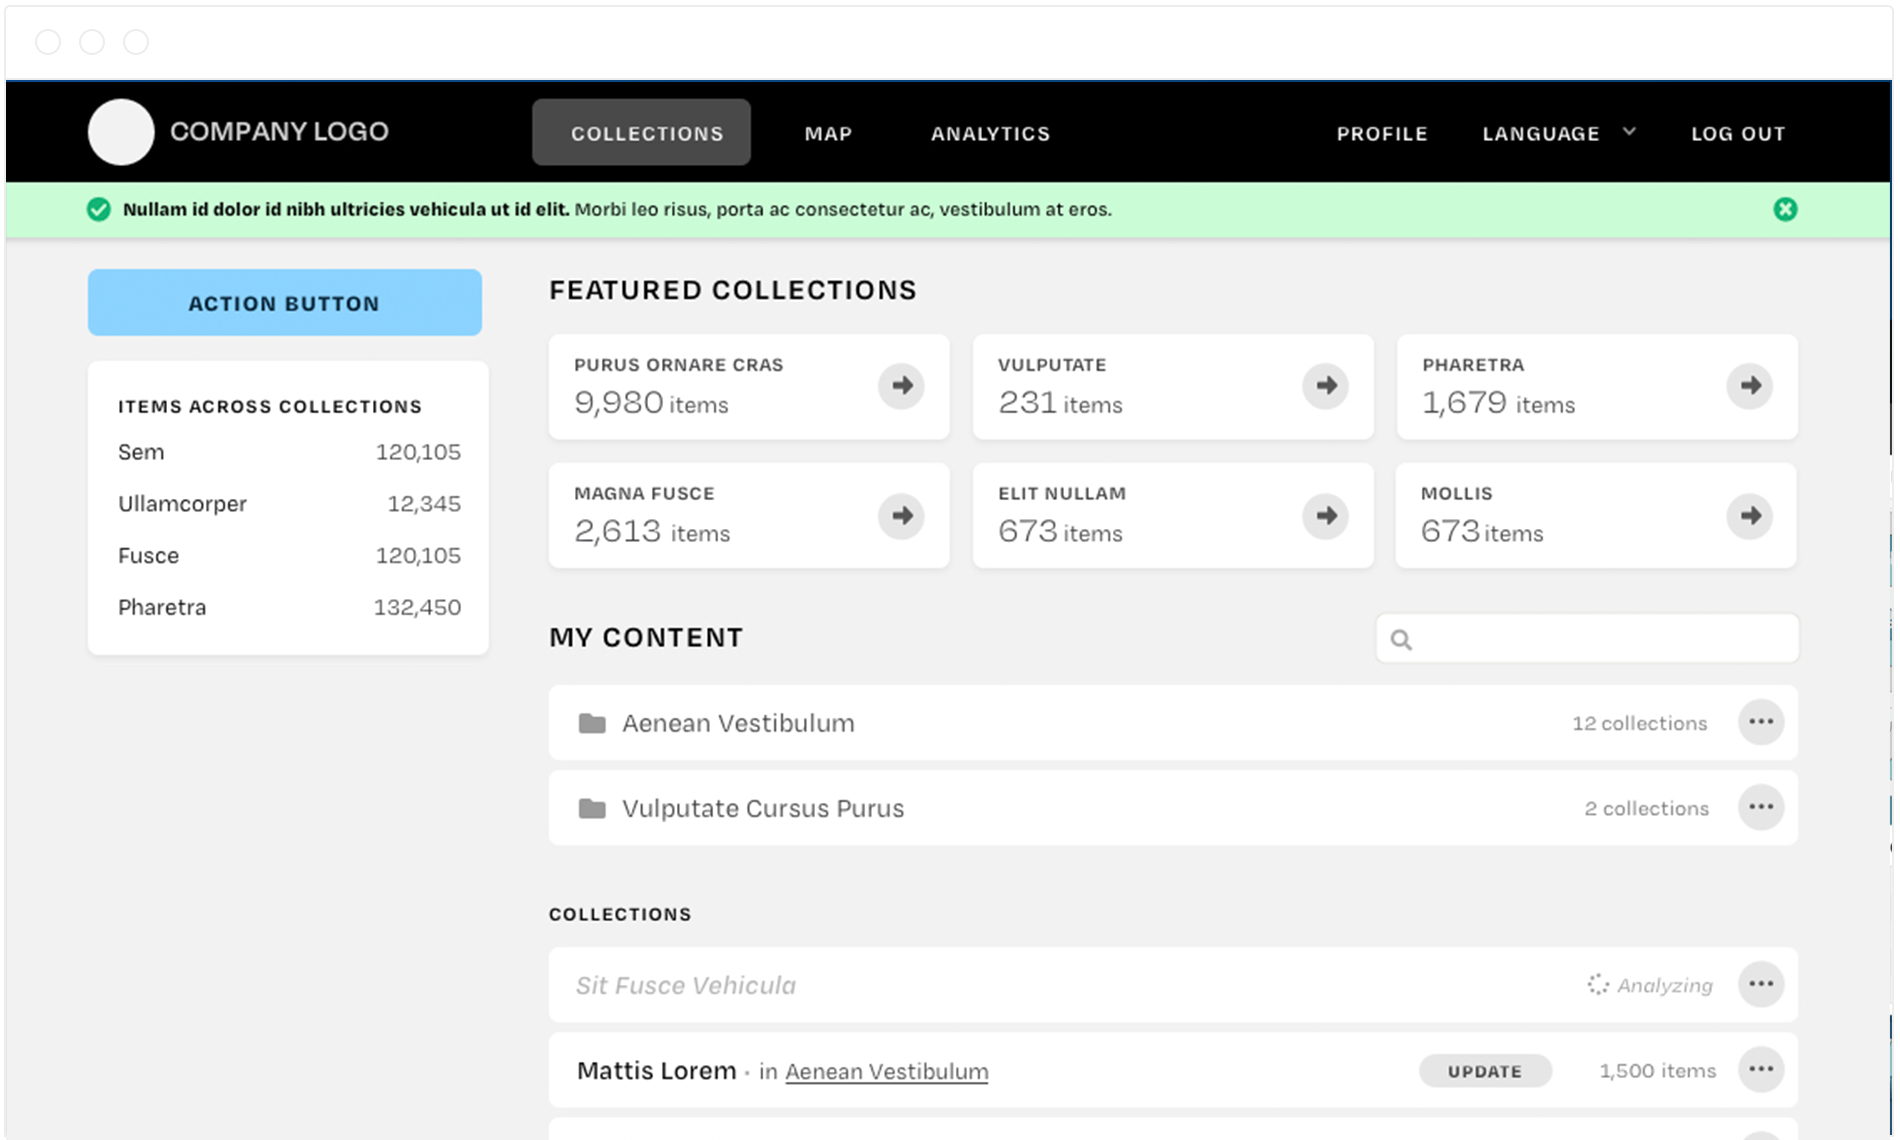 COMPANY LOGO
COLLECTIONS
MAP
ANALYTICS
PROFILE
LANGUAGE
LOG OUT
Nullam id dolor id nibh ultricies vehicula ut id elit. Morbi leo risus, porta ac consectetur ac, vestibulum at eros.
ACTION BUTTON
ITEMS ACROSS COLLECTIONS
Sem 120,105
Ullamcorper 12,345
Fusce 120,105
Pharetra 132,450
FEATURED COLLECTIONS
PURUS ORNARE CRAS
9,980 items
VULPUTATE
231 items
PHARETRA
1,679 items
MAGNA FUSCE
2,613 items
ELIT NULLAM
673 items
MOLLIS
673 items
MY CONTENT
Aenean Vestibulum 12 collections
Vulputate Cursus Purus 2 collections
COLLECTIONS
Sit Fusce Vehicula Analyzing
Mattis Lorem · in Aenean Vestibulum UPDATE 1,500 items